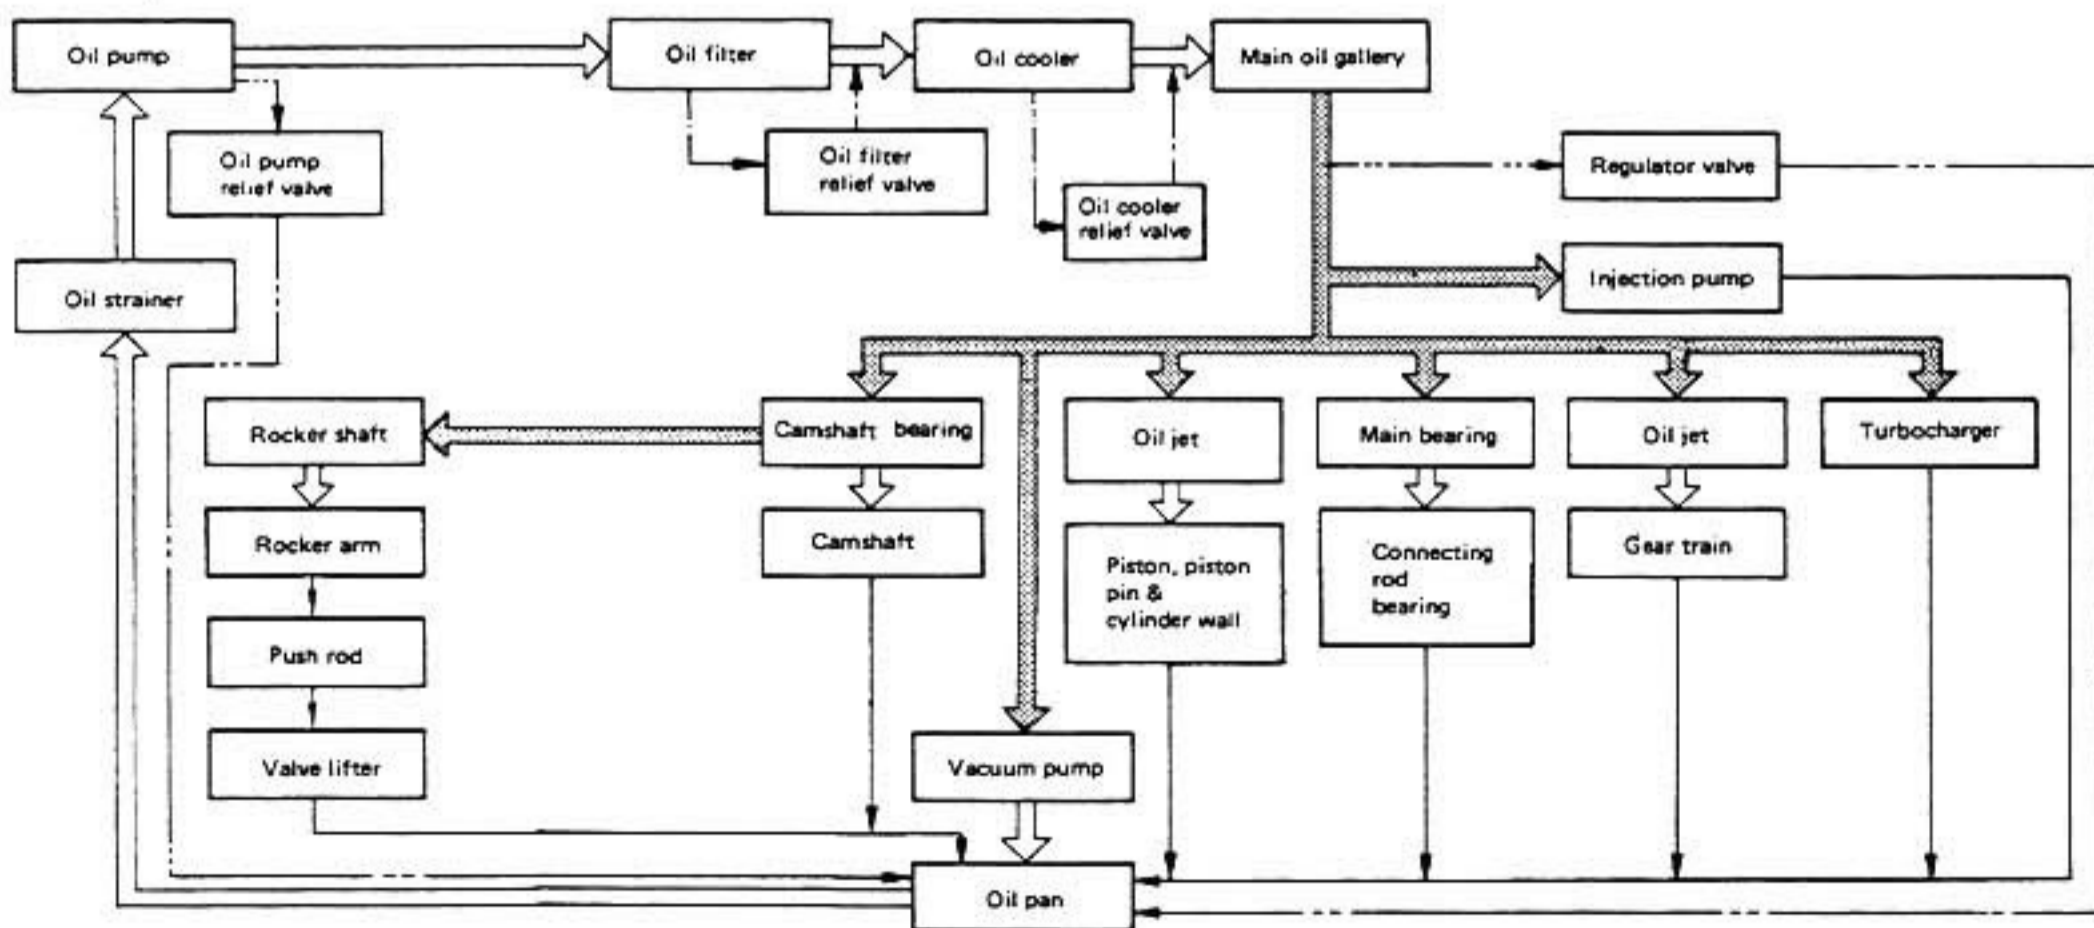 Oil pump
Oil filter
Oil cooler
Main oil gallery
Oil pump
relief valve
Oil filter
relief valve
Oil cooler
relief valve
Regulator valve
Oil strainer
Injection pump
Rocker shaft
Camshaft bearing
Oil jet
Main bearing
Oil jet
Turbocharger
Rocker arm
Camshaft
Piston, piston
pin &
cylinder wall
Connecting
rod
bearing
Gear train
Push rod
Valve lifter
Vacuum pump
Oil pan